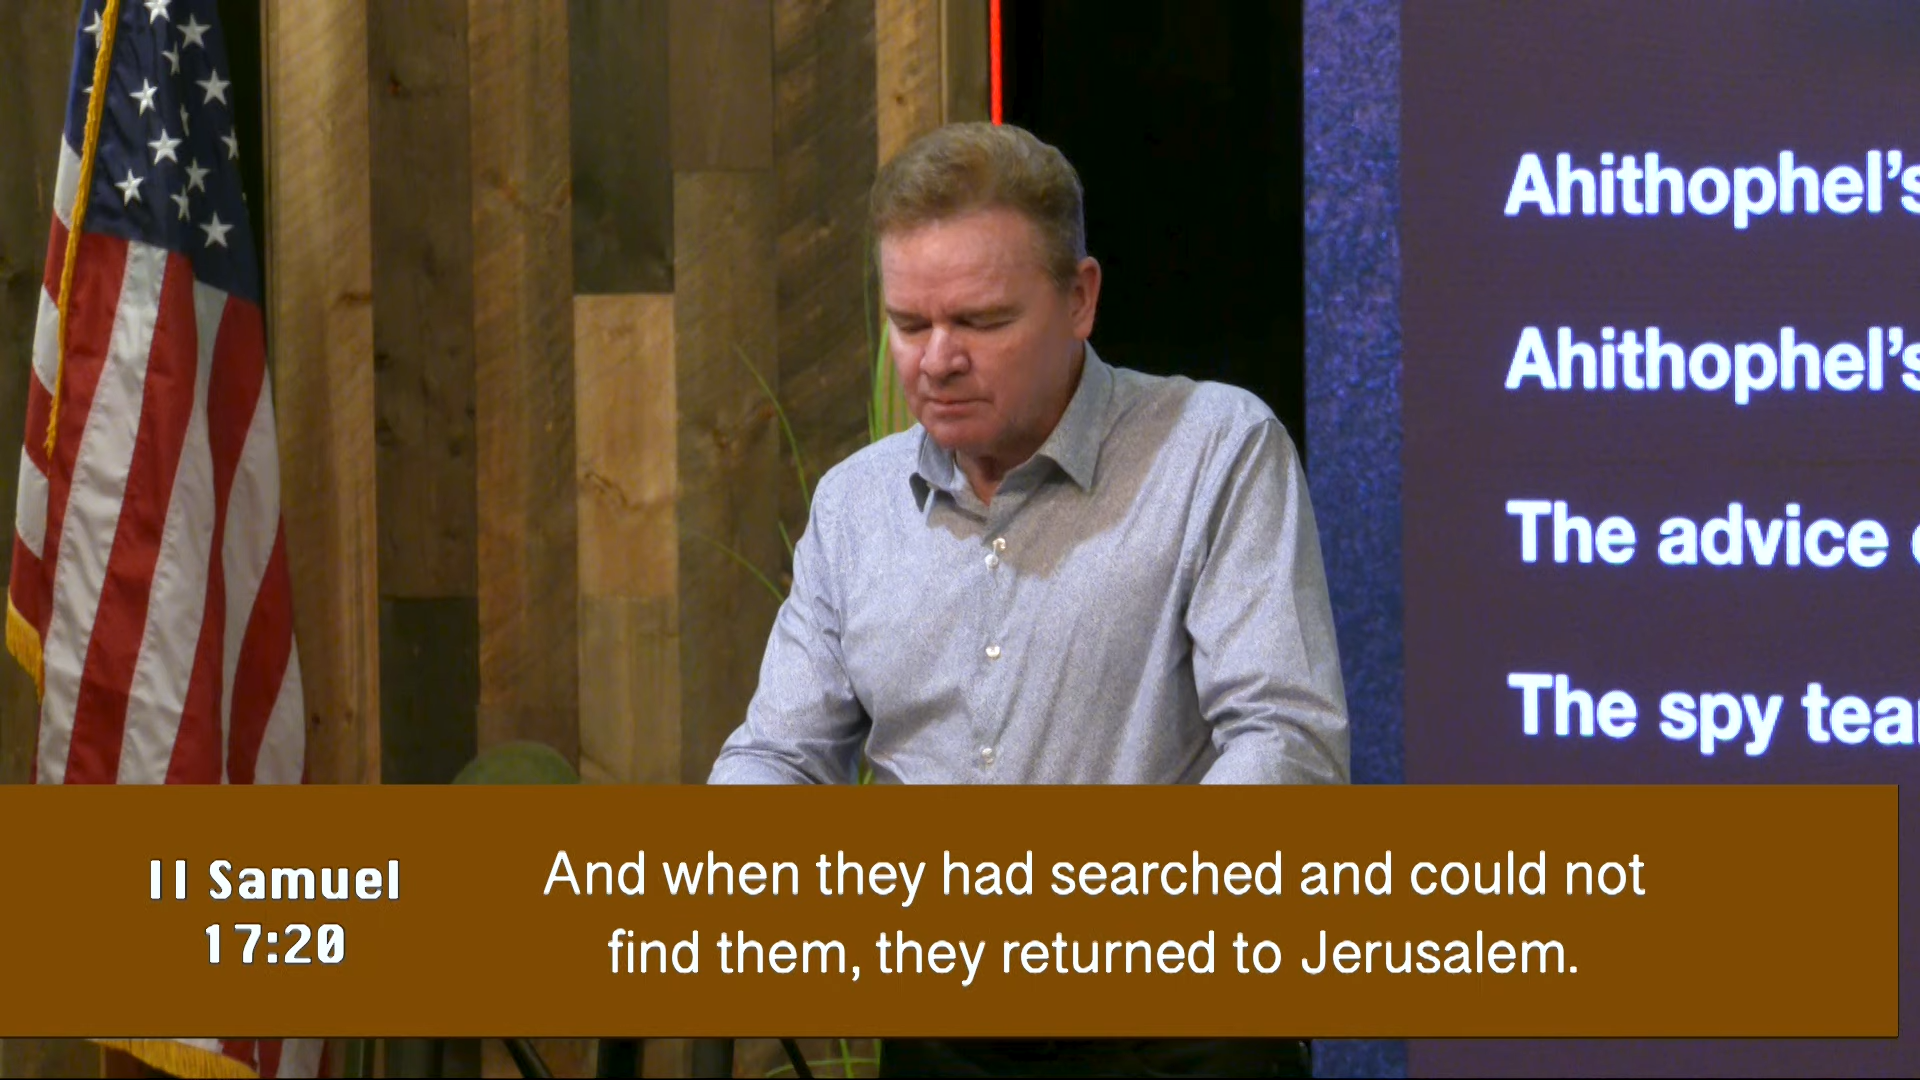 Ahithophel's
Ahithophel's
The advice
The spy
II Samuel
17:20
And when they had searched and could not
find them, they returned to Jerusalem.